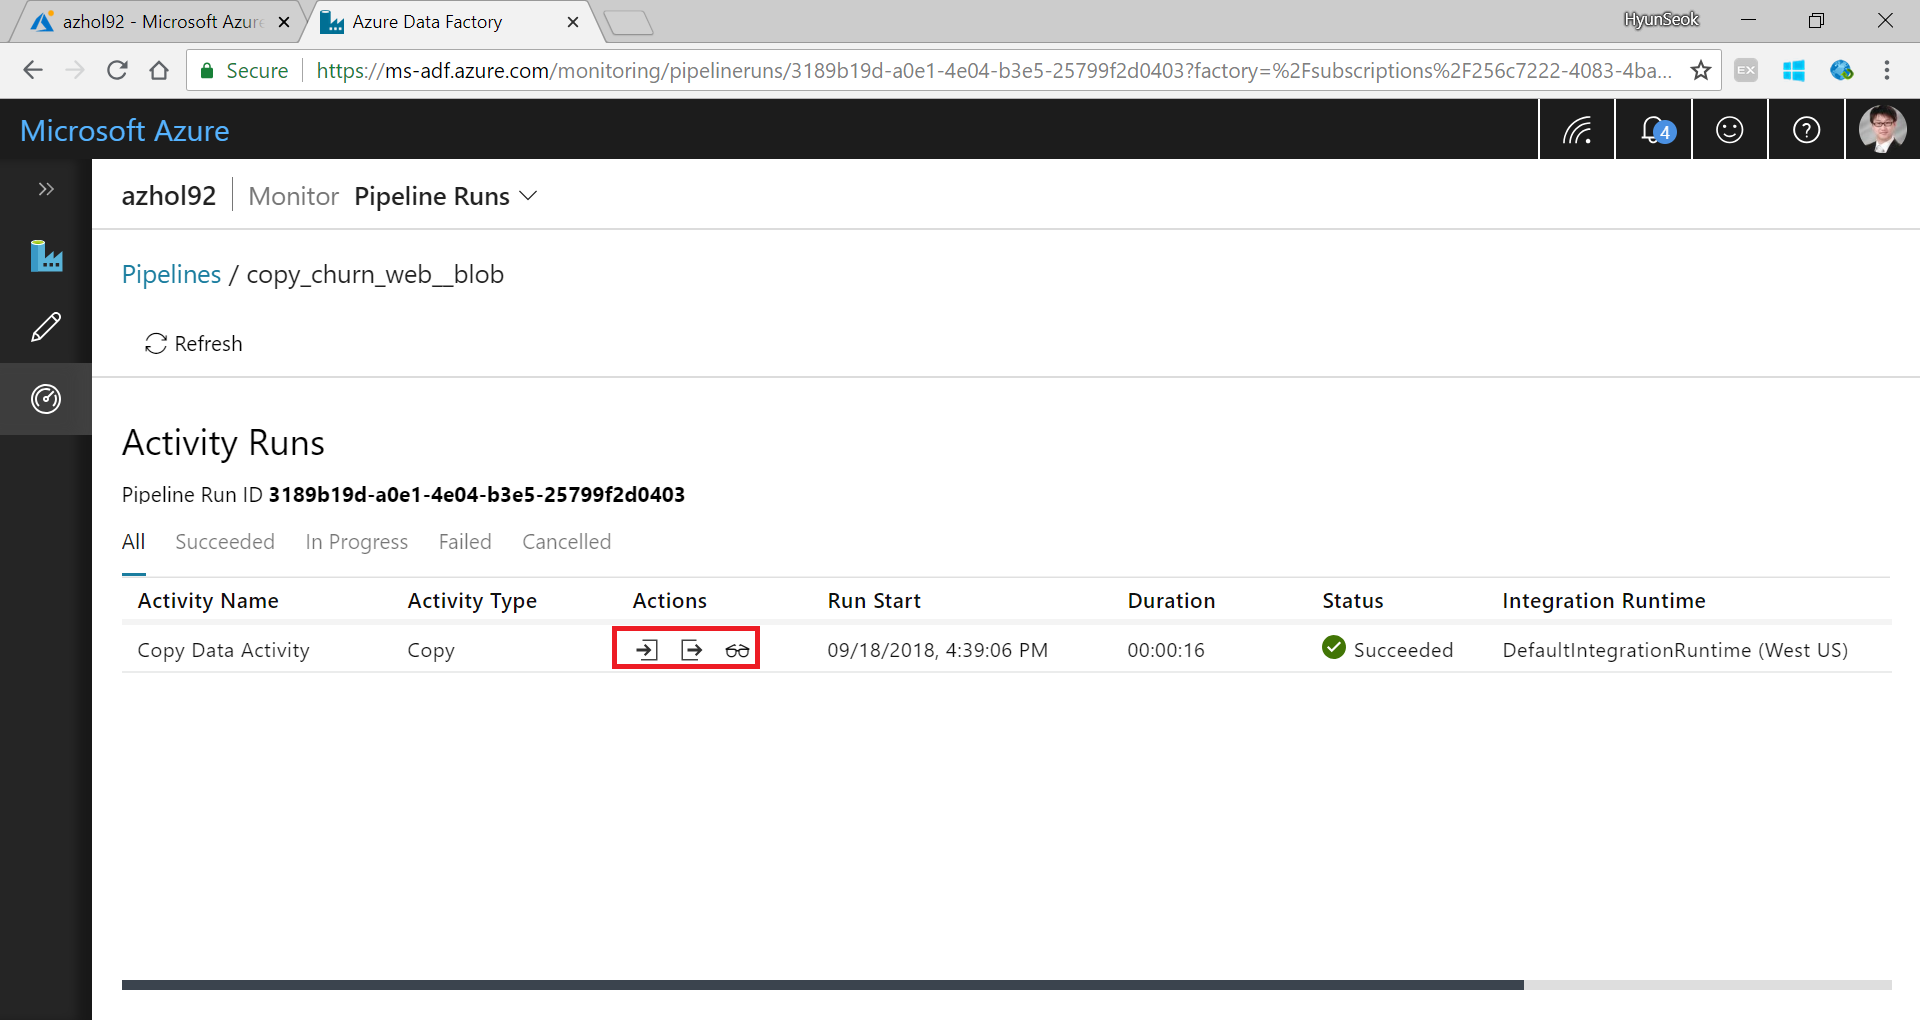 azhol92 - Microsoft Azur
Azure Data Factory
HyunSeok
Secure
https://ms-adf.azure.com/monitoring/pipelineruns/3189b19d-a0e1-4e04-b3e5-25799f2d0403?factory=%2Fsubscriptions%2F256c7222-4083-4ba...
EX
Microsoft Azure
4
?
azhol92
Monitor
Pipeline Runs
Pipelines / copy_churn_web__blob
Refresh
Activity Runs
Pipeline Run ID 3189b19d-a0e1-4e04-b3e5-25799f2d0403
All Succeeded In Progress Failed Cancelled
Activity Name Activity Type Actions Run Start Duration Status Integration Runtime
Copy Data Activity Copy 09/18/2018, 4:39:06 PM 00:00:16 Succeeded DefaultIntegrationRuntime (West US)